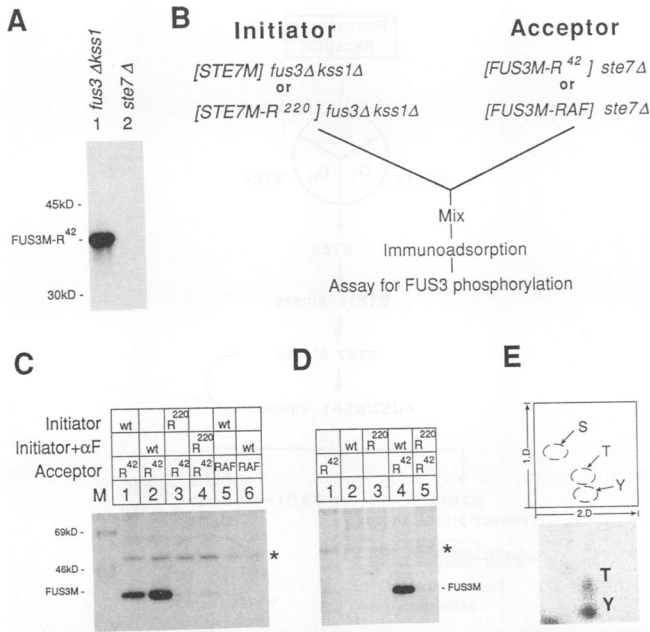 A
fus3 Δkss1
ste7 Δ
1 2
45kD -
FUS3M-R42 -
30kD -
B
Initiator
[STE7M] fus3Δ kss1Δ
or
[STE7M-R 220 ] fus3Δ kss1Δ
Acceptor
[FUS3M-R 42 ] ste7Δ
or
[FUS3M-RAF] ste7Δ
Mix
Immunoadsorption
Assay for FUS3 phosphorylation
C
Initiator wt R220 wt
Initiator+αF wt R220 wt
Acceptor R42 R42 R42 R42 RAF RAF
M 1 2 3 4 5 6
69kD -
*
46kD -
FUS3M -
D
wt R220 wt R220
R42 R42 R42
1 2 3 4 5
*
- FUS3M
E
S
T
Y
1.D
2.D
T
Y